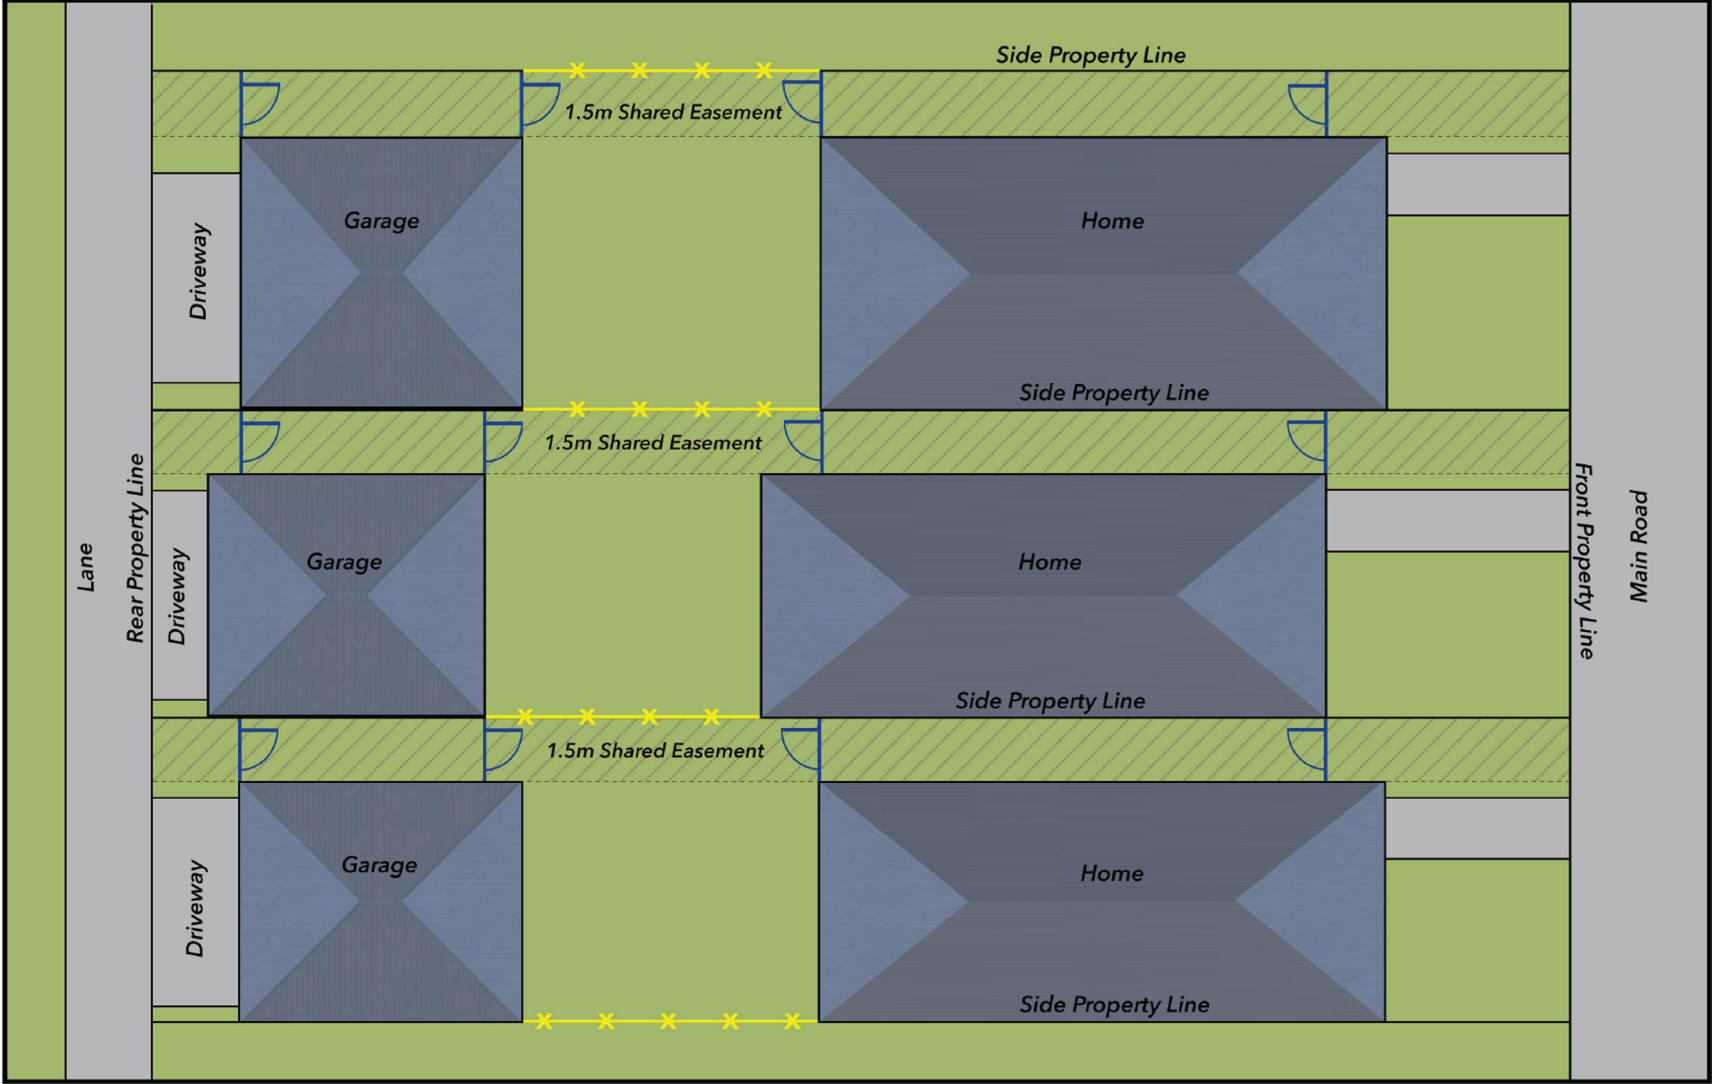 Side Property Line
1.5m Shared Easement
Garage
Home
Driveway
Side Property Line
1.5m Shared Easement
Lane
Rear Property Line
Driveway
Garage
Home
Front Property Line
Main Road
Side Property Line
1.5m Shared Easement
Garage
Home
Driveway
Side Property Line